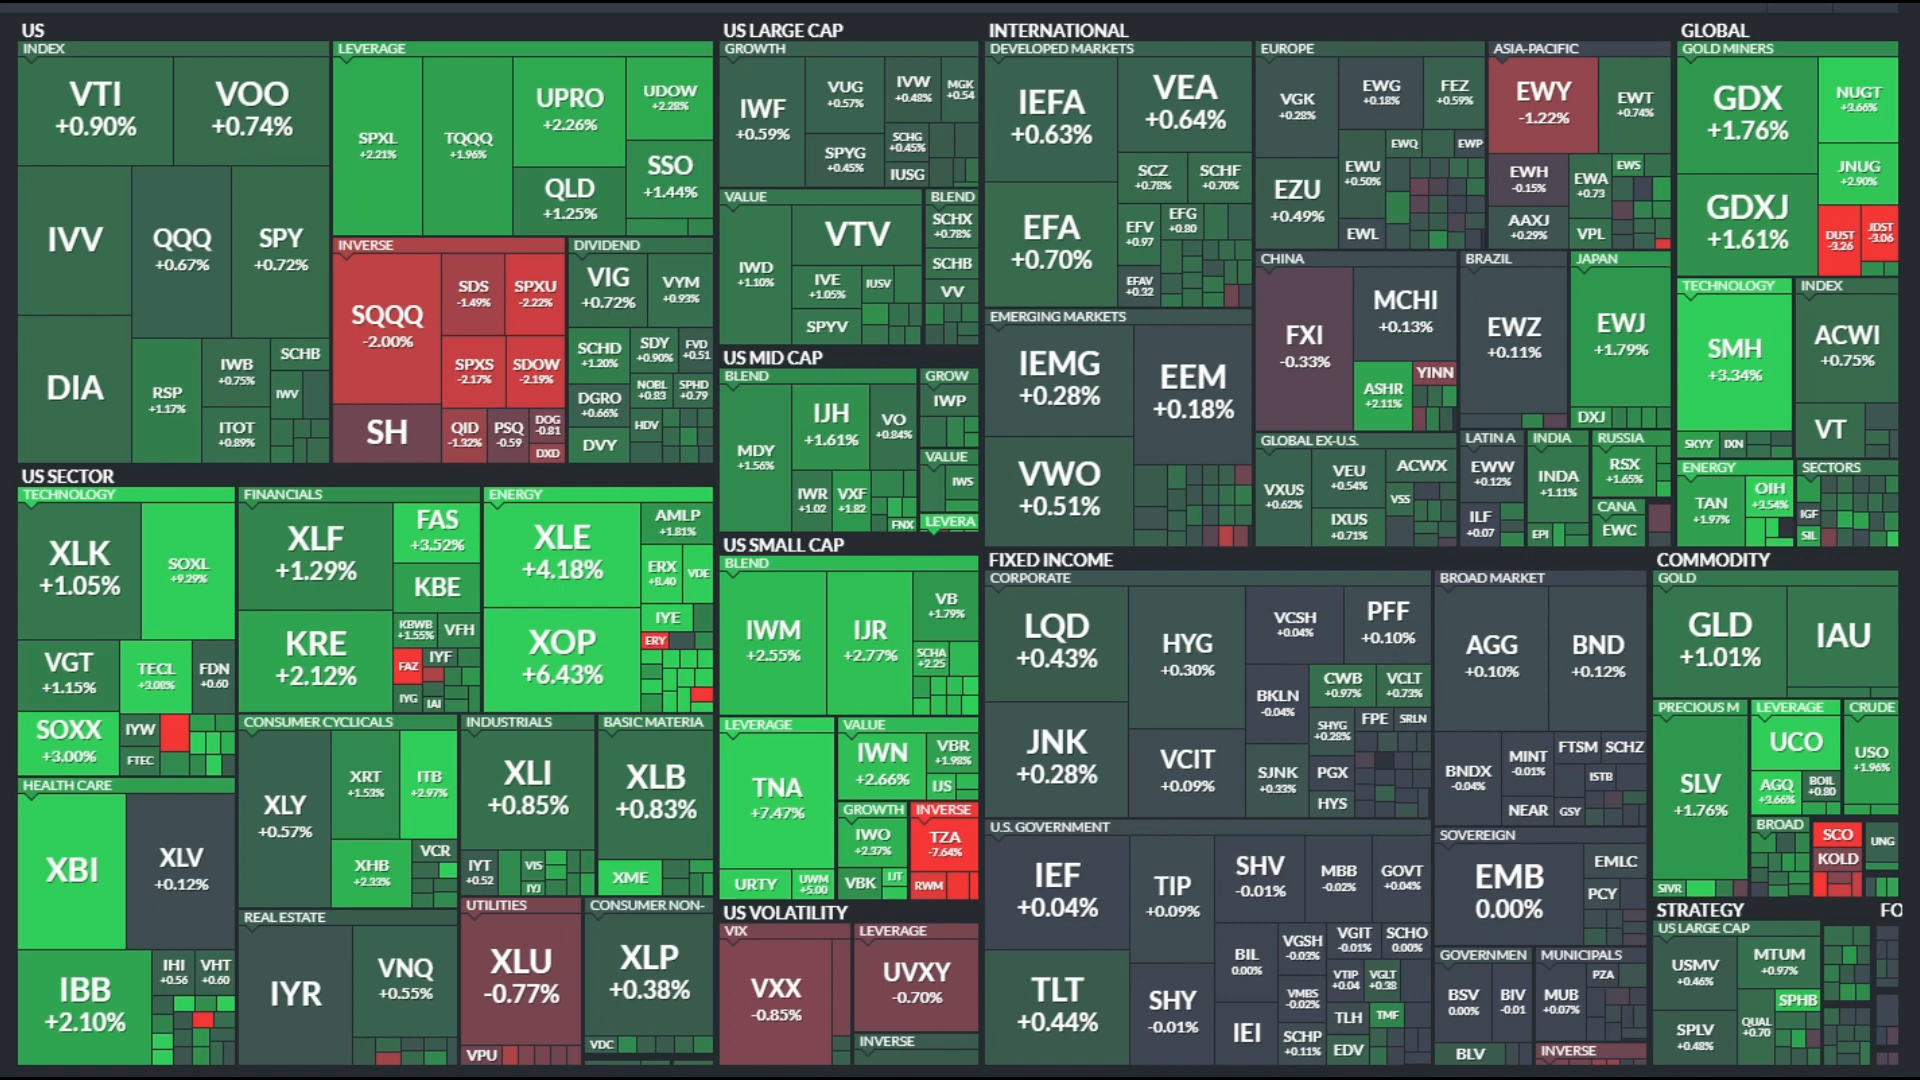 US
INDEX
VTI
+0.90%
VOO
+0.74%
IVV
QQQ
+0.67%
SPY
+0.72%
DIA
RSP
+1.17%
IWB
+0.75%
SCHB
IWV
ITOT
+0.89%
LEVERAGE
SPXL
+2.21%
TQQQ
+1.96%
UPRO
+2.26%
UDOW
+2.28%
QLD
+1.25%
SSO
+1.44%
INVERSE
SQQQ
-2.00%
SDS
-1.49%
SPXU
-2.22%
SPXS
-2.17%
SDOW
-2.19%
SH
QID
-1.32%
PSQ
-0.59
DOG
-0.81
DXD
DIVIDEND
VIG
+0.72%
VYM
+0.93%
SCHD
+1.20%
SDY
+0.90%
FVD
+0.51
DGRO
+0.66%
NOBL
+0.83
SPHD
+0.79
DVY
HDV
US LARGE CAP
GROWTH
IWF
+0.59%
VUG
+0.57%
IVW
+0.48%
MGK
+0.54
SPYG
+0.45%
SCHG
+0.45%
IUSG
VALUE
IWD
+1.10%
VTV
IVE
+1.05%
IUSV
SPYV
BLEND
SCHX
+0.78%
SCHB
VV
US MID CAP
BLEND
MDY
+1.56%
IJH
+1.61%
VO
+0.84%
IWR
+1.02
VXF
+1.82
FNX
GROW
IWP
VALUE
IWS
LEVERA
US SMALL CAP
BLEND
IWM
+2.55%
IJR
+2.77%
VB
+1.79%
SCHA
+2.25
LEVERAGE
TNA
+7.47%
URTY
UWM
+5.00
VALUE
IWN
+2.66%
VBR
+1.98%
IJS
GROWTH
IWO
+2.37%
VBK
IJT
INVERSE
TZA
-7.64%
RWM
US VOLATILITY
VIX
VXX
-0.85%
LEVERAGE
UVXY
-0.70%
INVERSE
US SECTOR
TECHNOLOGY
XLK
+1.05%
SOXL
+9.29%
VGT
+1.15%
TECL
+3.08%
FDN
+0.60
SOXX
+3.00%
IYW
FTEC
HEALTH CARE
XBI
XLV
+0.12%
IBB
+2.10%
IHI
+0.56
VHT
+0.60
FINANCIALS
XLF
+1.29%
FAS
+3.52%
KBE
KRE
+2.12%
KBWB
+1.55%
VFH
FAZ
IYF
IYG
IAI
ENERGY
XLE
+4.18%
AMLP
+1.81%
ERX
+8.40
VDE
XOP
+6.43%
IYE
ERY
CONSUMER CYCLICALS
XLY
+0.57%
XRT
+1.53%
ITB
+2.97%
XHB
+2.33%
VCR
REAL ESTATE
IYR
VNQ
+0.55%
INDUSTRIALS
XLI
+0.85%
IYT
+0.52
VIS
IYJ
BASIC MATERIA
XLB
+0.83%
XME
UTILITIES
XLU
-0.77%
VPU
CONSUMER NON-
XLP
+0.38%
VDC
INTERNATIONAL
DEVELOPED MARKETS
IEFA
+0.63%
VEA
+0.64%
EFA
+0.70%
SCZ
+0.78%
SCHF
+0.70%
EFV
+0.97
EFG
+0.80
EFAV
+0.32
EMERGING MARKETS
IEMG
+0.28%
EEM
+0.18%
VWO
+0.51%
EUROPE
VGK
+0.28%
EWG
+0.18%
FEZ
+0.59%
EZU
+0.49%
EWU
+0.50%
EWQ
EWP
EWL
ASIA-PACIFIC
EWY
-1.22%
EWT
+0.74%
EWH
-0.15%
EWA
+0.73
EWS
AAXJ
+0.29%
VPL
CHINA
FXI
-0.33%
MCHI
+0.13%
ASHR
+2.11%
YINN
BRAZIL
EWZ
+0.11%
JAPAN
EWJ
+1.79%
DXJ
GLOBAL EX-U.S.
VXUS
+0.62%
VEU
+0.54%
ACWX
IXUS
+0.71%
VSS
LATIN A
EWW
+0.12%
ILF
+0.07
INDIA
INDA
+1.11%
EPI
RUSSIA
RSX
+1.65%
CANA
EWC
GLOBAL
GOLD MINERS
GDX
+1.76%
NUGT
+3.66%
JNUG
+2.90%
GDXJ
+1.61%
DUST
-3.26
JDST
-3.06
TECHNOLOGY
SMH
+3.34%
SKYY
IXN
INDEX
ACWI
+0.75%
VT
ENERGY
TAN
+1.97%
OIH
+3.54%
SECTORS
IGF
SIL
FIXED INCOME
CORPORATE
LQD
+0.43%
HYG
+0.30%
VCSH
+0.04%
PFF
+0.10%
JNK
+0.28%
VCIT
+0.09%
BKLN
-0.04%
CWB
+0.97%
VCLT
+0.73%
SHYG
+0.28%
FPE
SRLN
SJNK
+0.33%
PGX
HYS
BROAD MARKET
AGG
+0.10%
BND
+0.12%
BNDX
-0.04%
MINT
-0.01%
FTSM
SCHZ
ISTB
NEAR
GSY
U.S. GOVERNMENT
IEF
+0.04%
TIP
+0.09%
SHV
-0.01%
MBB
-0.02%
GOVT
+0.04%
TLT
+0.44%
SHY
-0.01%
BIL
0.00%
VGSH
-0.03%
VGIT
-0.01%
SCHO
0.00%
VMBS
-0.02%
VTIP
+0.04
VGLT
+0.38
IEI
SCHP
+0.11%
TLH
TMF
EDV
SOVEREIGN
EMB
0.00%
EMLC
PCY
GOVERNMEN
BSV
0.00%
BIV
-0.01
BLV
MUNICIPALS
MUB
+0.07%
PZA
INVERSE
COMMODITY
GOLD
GLD
+1.01%
IAU
PRECIOUS M
SLV
+1.76%
SIVR
LEVERAGE
UCO
AGQ
+3.66%
BOIL
+0.80
CRUDE
USO
+1.96%
BROAD
SCO
KOLD
UNG
STRATEGY
US LARGE CAP
USMV
+0.46%
MTUM
+0.97%
SPLV
+0.48%
QUAL
+0.70
SPHB
FO